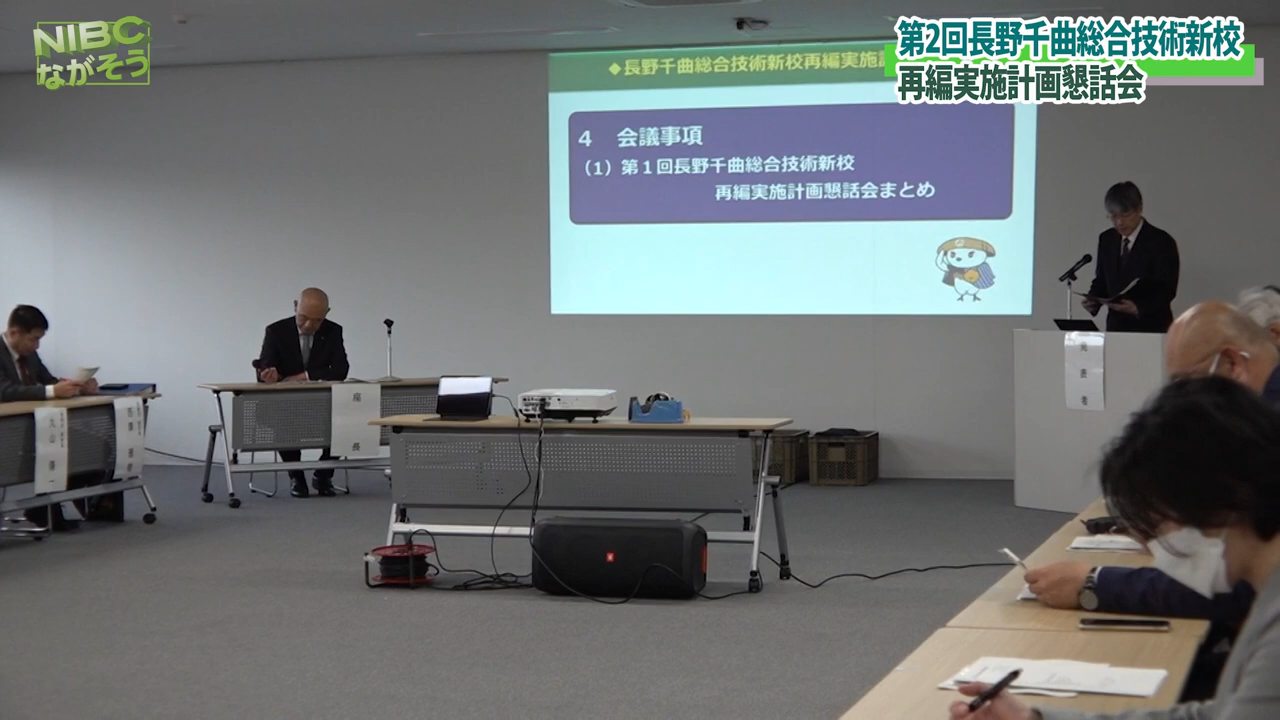 NIBC
ながそう
第2回長野千曲総合技術新校
再編実施計画懇話会
◆長野千曲総合技術新校再編実施計
4 会議事項
（1）第１回長野千曲総合技術新校
再編実施計画懇話会まとめ
座長